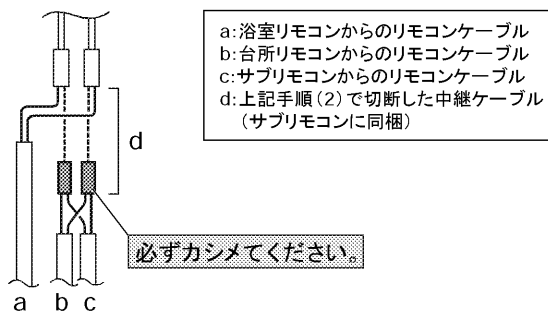 a:浴室リモコンからのリモコンケーブル
b:台所リモコンからのリモコンケーブル
c:サブリモコンからのリモコンケーブル
d:上記手順(2)で切断した中継ケーブル
(サブリモコンに同梱)
d
必ずカシメてください。
a b c